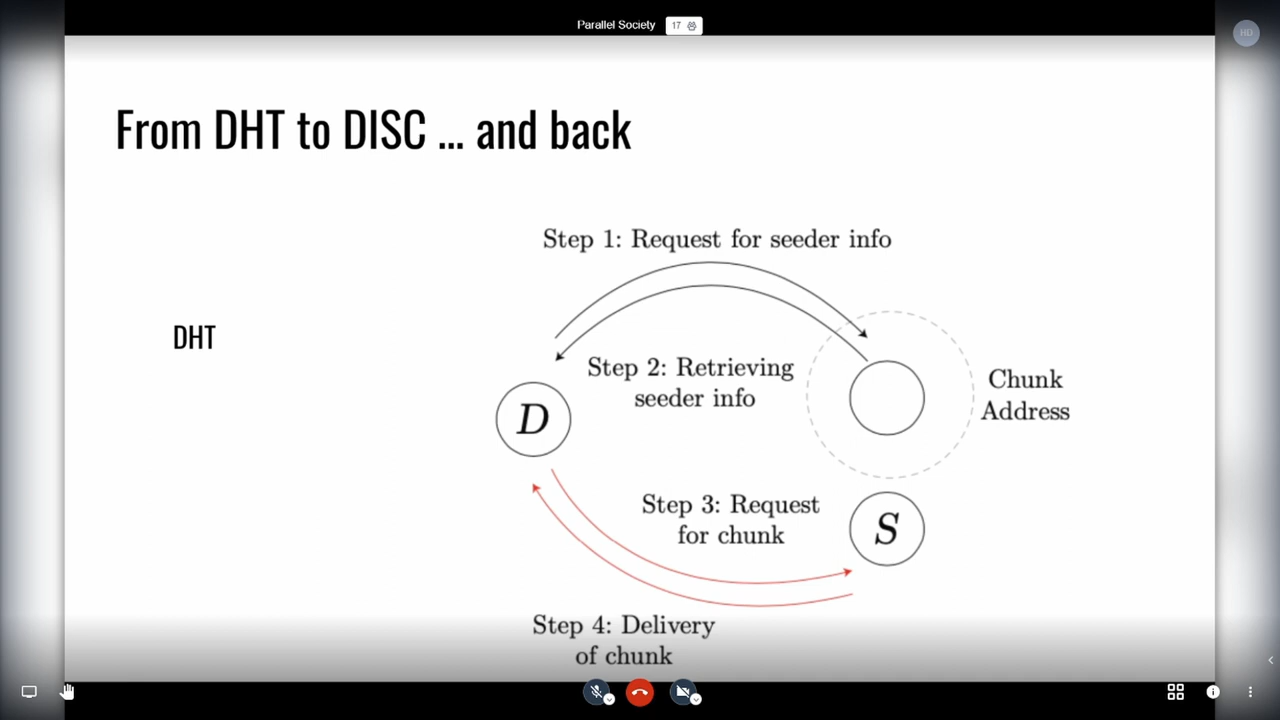 Parallel Society 17
HD
From DHT to DISC ... and back
Step 1: Request for seeder info
DHT
Step 2: Retrieving
seeder info
Chunk
Address
D
Step 3: Request
for chunk
S
Step 4: Delivery
of chunk